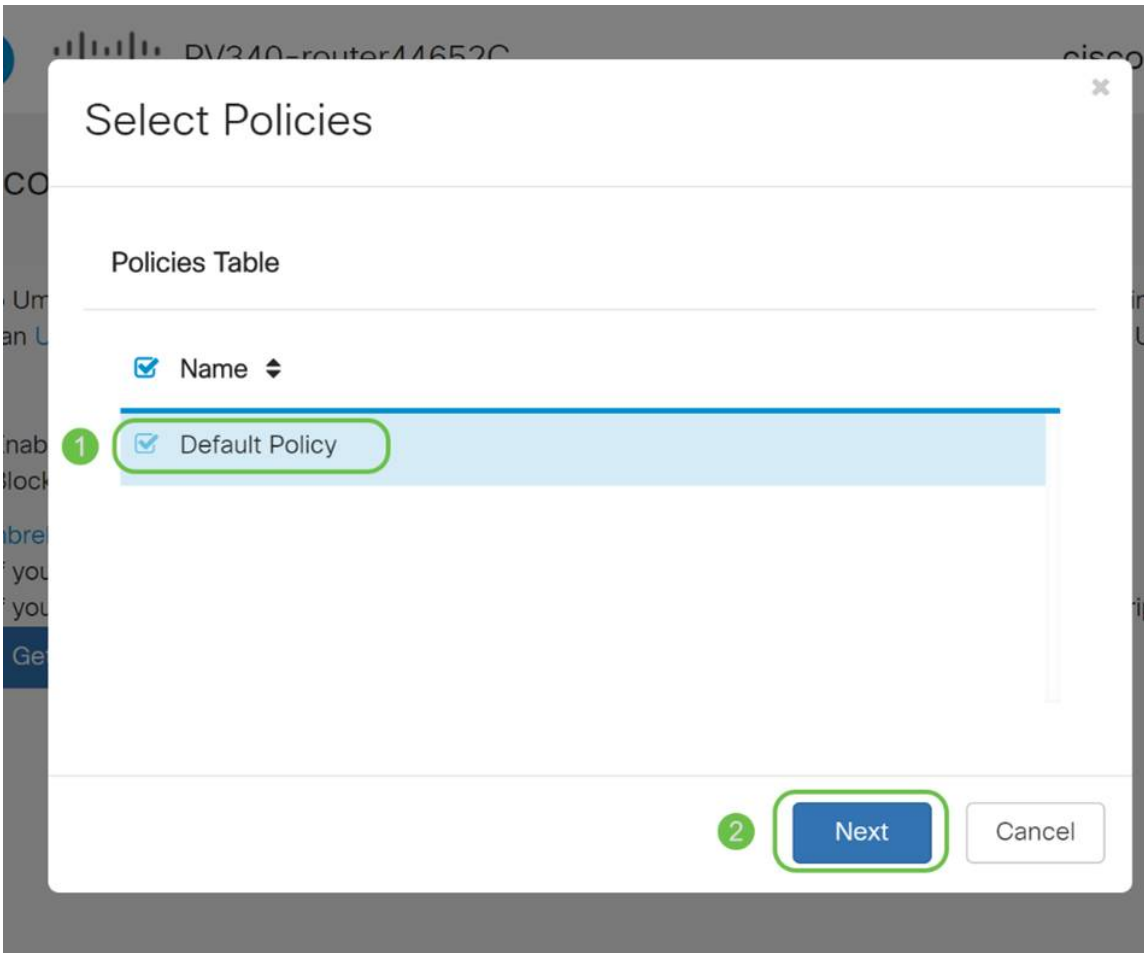 RV340-router44652C
cisco
Select Policies
Policies Table
Name
1
Default Policy
2
Next
Cancel